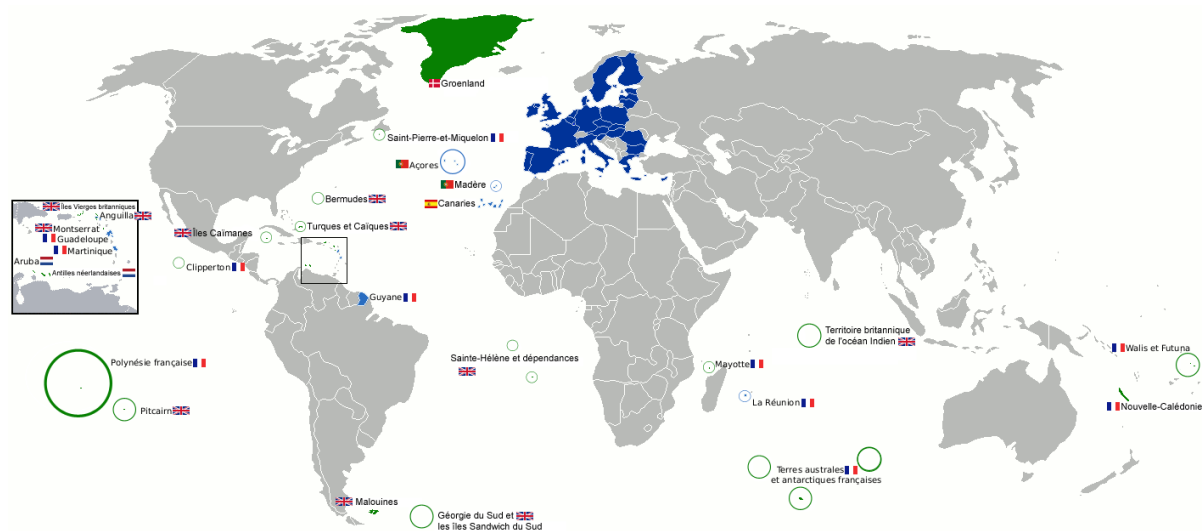 Groenland
Saint-Pierre-et-Miquelon
Açores
Madère
Canaries
Bermudes
Turques et Caïques
Îles Caïmanes
Clipperton
Îles Vierges britanniques
Anguilla
Montserrat
Guadeloupe
Martinique
Aruba
Antilles néerlandaises
Guyane
Polynésie française
Pitcairn
Sainte-Hélène et dépendances
Territoire britannique
de l'océan Indien
Mayotte
La Réunion
Walis et Futuna
Nouvelle-Calédonie
Terres australes
et antarctiques françaises
Malouines
Géorgie du Sud et
les îles Sandwich du Sud